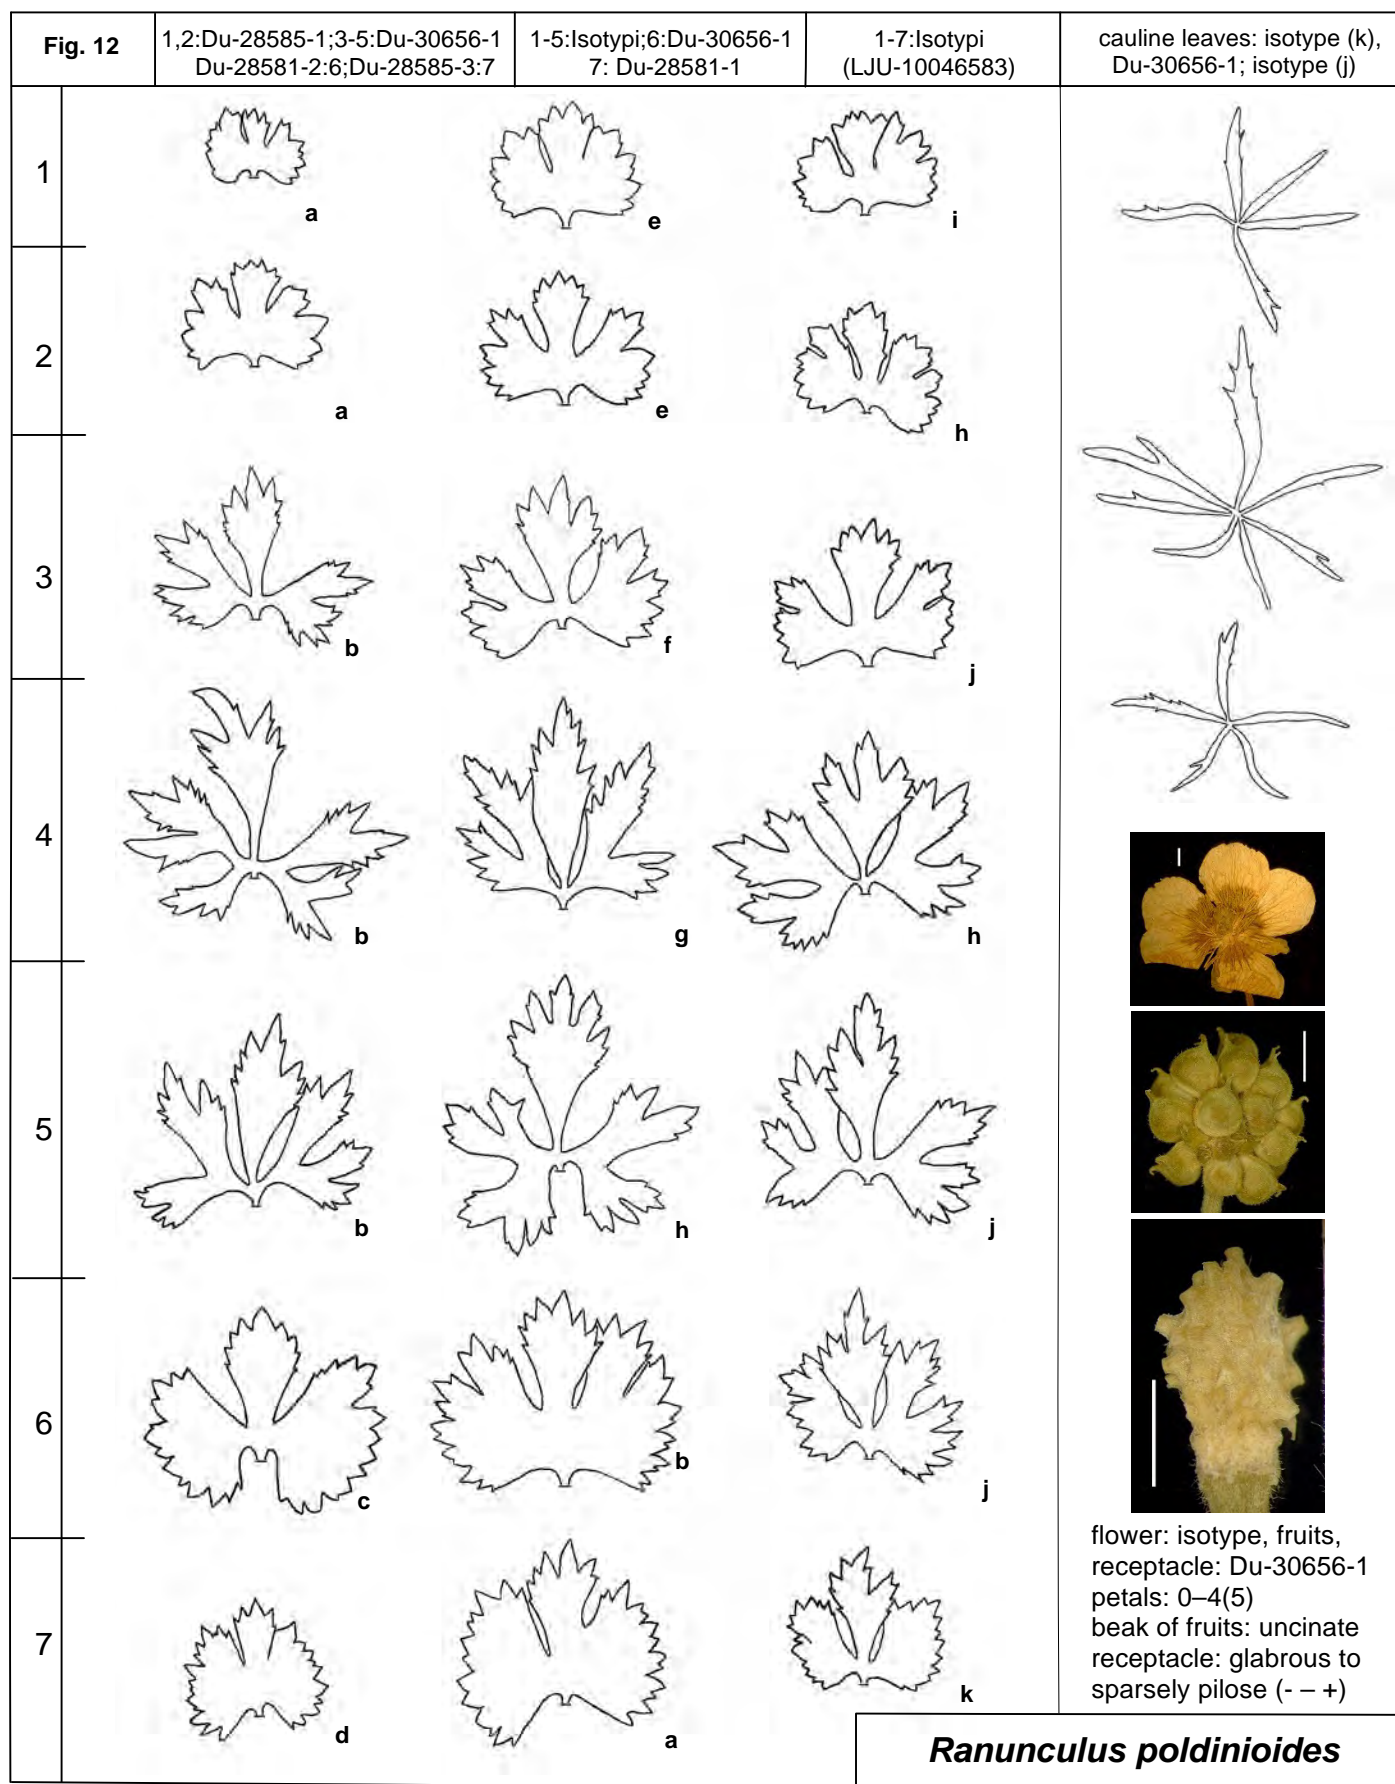 Fig. 12
1,2:Du-28585-1;3-5:Du-30656-1
Du-28581-2:6;Du-28585-3:7
1-5:Isotypi;6:Du-30656-1
7: Du-28581-1
1-7:Isotypi
(LJU-10046583)
cauline leaves: isotype (k),
Du-30656-1; isotype (j)
1
a
e
i
2
a
e
h
3
b
f
j
4
b
g
h
5
b
h
j
6
c
b
j
7
d
a
k
flower: isotype, fruits,
receptacle: Du-30656-1
petals: 0–4(5)
beak of fruits: uncinate
receptacle: glabrous to
sparsely pilose (- – +)
Ranunculus poldinioides